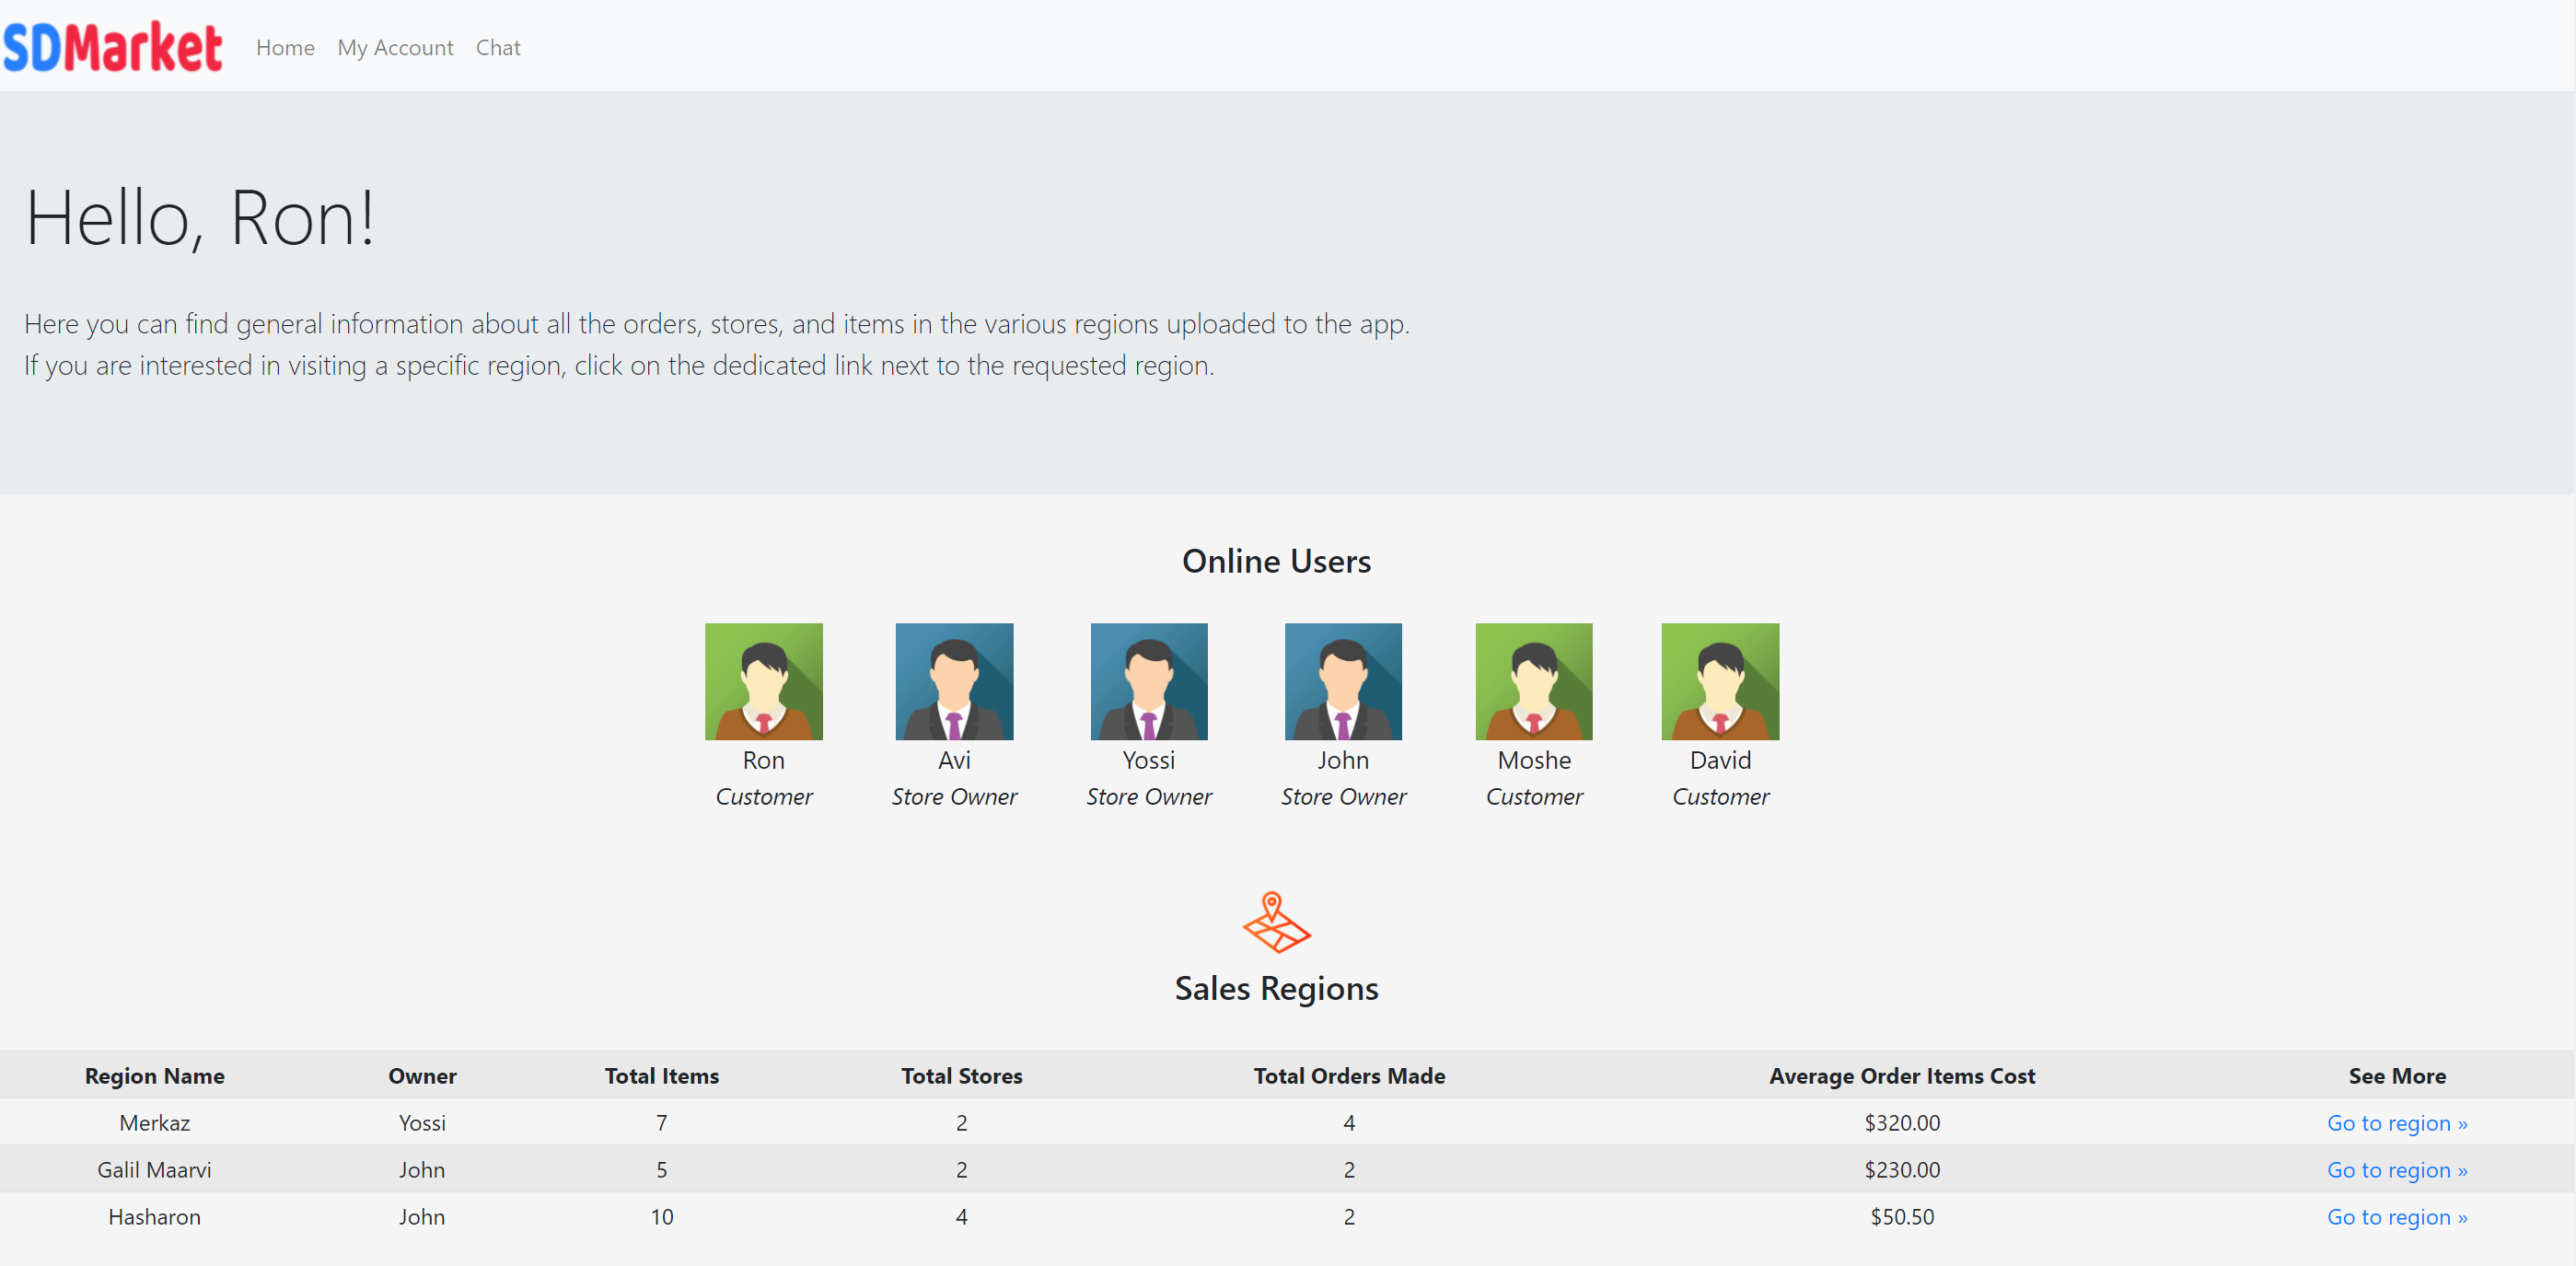 SDMarket Home My Account Chat
Hello, Ron!
Here you can find general information about all the orders, stores, and items in the various regions uploaded to the app.
If you are interested in visiting a specific region, click on the dedicated link next to the requested region.
Online Users
Ron Avi Yossi John Moshe David
Customer Store Owner Store Owner Store Owner Customer Customer
Sales Regions
Region Name Owner Total Items Total Stores Total Orders Made Average Order Items Cost See More
Merkaz Yossi 7 2 4 $320.00 Go to region »
Galil Maarvi John 5 2 2 $230.00 Go to region »
Hasharon John 10 4 2 $50.50 Go to region »